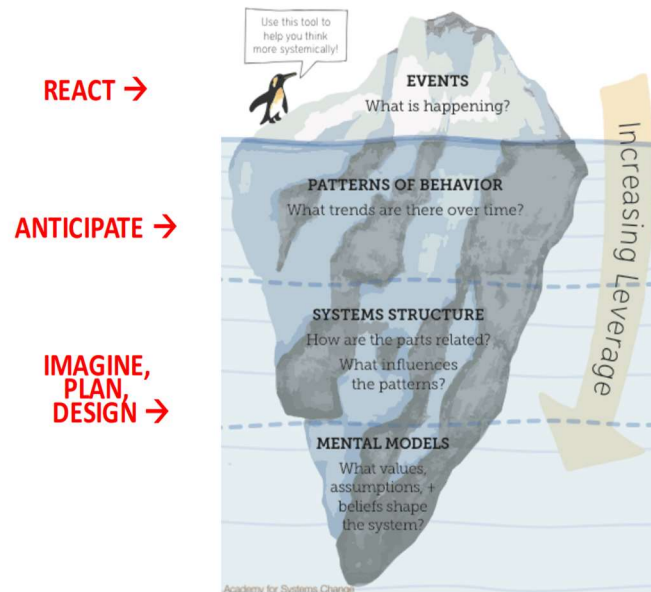 Use this tool to
help you think
more systemically!
REACT →
EVENTS
What is happening?
PATTERNS OF BEHAVIOR
What trends are there over time?
ANTICIPATE →
SYSTEMS STRUCTURE
How are the parts related?
What influences
the patterns?
IMAGINE,
PLAN,
DESIGN →
MENTAL MODELS
What values,
assumptions, +
beliefs shape
the system?
Increasing Leverage
Academy for Systems Change